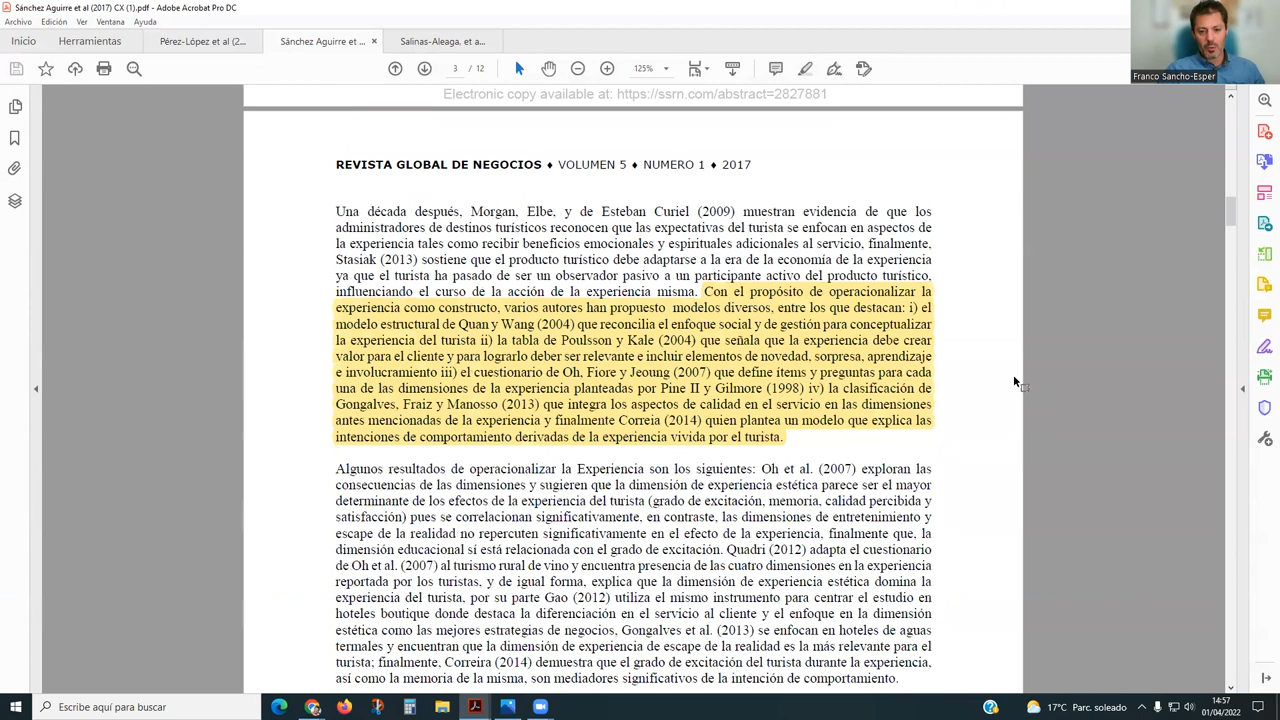 Sánchez Aguirre et al (2017) CX (1).pdf - Adobe Acrobat Pro DC
Archivo Edición Ver Ventana Ayuda
Inicio Herramientas Pérez-López et al (2... Sánchez Aguirre et ... × Salinas-Aleaga, et a...
3 / 12 125%
Franco Sancho-Esper
Electronic copy available at: https://ssrn.com/abstract=2827881
REVISTA GLOBAL DE NEGOCIOS ♦ VOLUMEN 5 ♦ NUMERO 1 ♦ 2017
Una década después, Morgan, Elbe, y de Esteban Curiel (2009) muestran evidencia de que los
administradores de destinos turísticos reconocen que las expectativas del turista se enfocan en aspectos de
la experiencia tales como recibir beneficios emocionales y espirituales adicionales al servicio, finalmente,
Stasiak (2013) sostiene que el producto turístico debe adaptarse a la era de la economía de la experiencia
ya que el turista ha pasado de ser un observador pasivo a un participante activo del producto turístico,
influenciando el curso de la acción de la experiencia misma. Con el propósito de operacionalizar la
experiencia como constructo, varios autores han propuesto modelos diversos, entre los que destacan: i) el
modelo estructural de Quan y Wang (2004) que reconcilia el enfoque social y de gestión para conceptualizar
la experiencia del turista ii) la tabla de Poulsson y Kale (2004) que señala que la experiencia debe crear
valor para el cliente y para lograrlo deber ser relevante e incluir elementos de novedad, sorpresa, aprendizaje
e involucramiento iii) el cuestionario de Oh, Fiore y Jeoung (2007) que define ítems y preguntas para cada
una de las dimensiones de la experiencia planteadas por Pine II y Gilmore (1998) iv) la clasificación de
Gongalves, Fraiz y Manosso (2013) que integra los aspectos de calidad en el servicio en las dimensiones
antes mencionadas de la experiencia y finalmente Correia (2014) quien plantea un modelo que explica las
intenciones de comportamiento derivadas de la experiencia vivida por el turista.
Algunos resultados de operacionalizar la Experiencia son los siguientes: Oh et al. (2007) exploran las
consecuencias de las dimensiones y sugieren que la dimensión de experiencia estética parece ser el mayor
determinante de los efectos de la experiencia del turista (grado de excitación, memoria, calidad percibida y
satisfacción) pues se correlacionan significativamente, en contraste, las dimensiones de entretenimiento y
escape de la realidad no repercuten significativamente en el efecto de la experiencia, finalmente que, la
dimensión educacional sí está relacionada con el grado de excitación. Quadri (2012) adapta el cuestionario
de Oh et al. (2007) al turismo rural de vino y encuentra presencia de las cuatro dimensiones en la experiencia
reportada por los turistas, y de igual forma, explica que la dimensión de experiencia estética domina la
experiencia del turista, por su parte Gao (2012) utiliza el mismo instrumento para centrar el estudio en
hoteles boutique donde destaca la diferenciación en el servicio al cliente y el enfoque en la dimensión
estética como las mejores estrategias de negocios, Gongalves et al. (2013) se enfocan en hoteles de aguas
termales y encuentran que la dimensión de experiencia de escape de la realidad es la más relevante para el
turista; finalmente, Correira (2014) demuestra que el grado de excitación del turista durante la experiencia,
así como la memoria de la misma, son mediadores significativos de la intención de comportamiento.
Escribe aquí para buscar
17°C Parc. soleado
14:57
01/04/2022